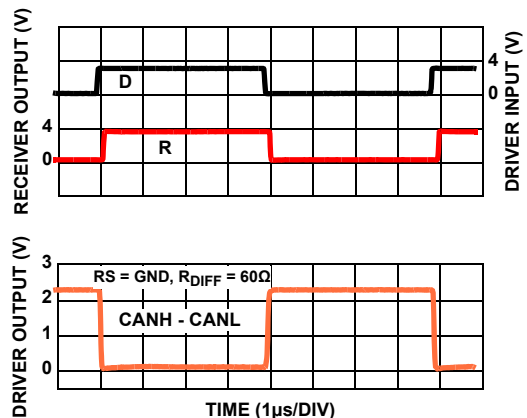 RECEIVER OUTPUT (V)
4
0
D
R
4
0
DRIVER INPUT (V)
DRIVER OUTPUT (V)
3
2
1
0
RS = GND, RDIFF = 60Ω
CANH - CANL
TIME (1µs/DIV)